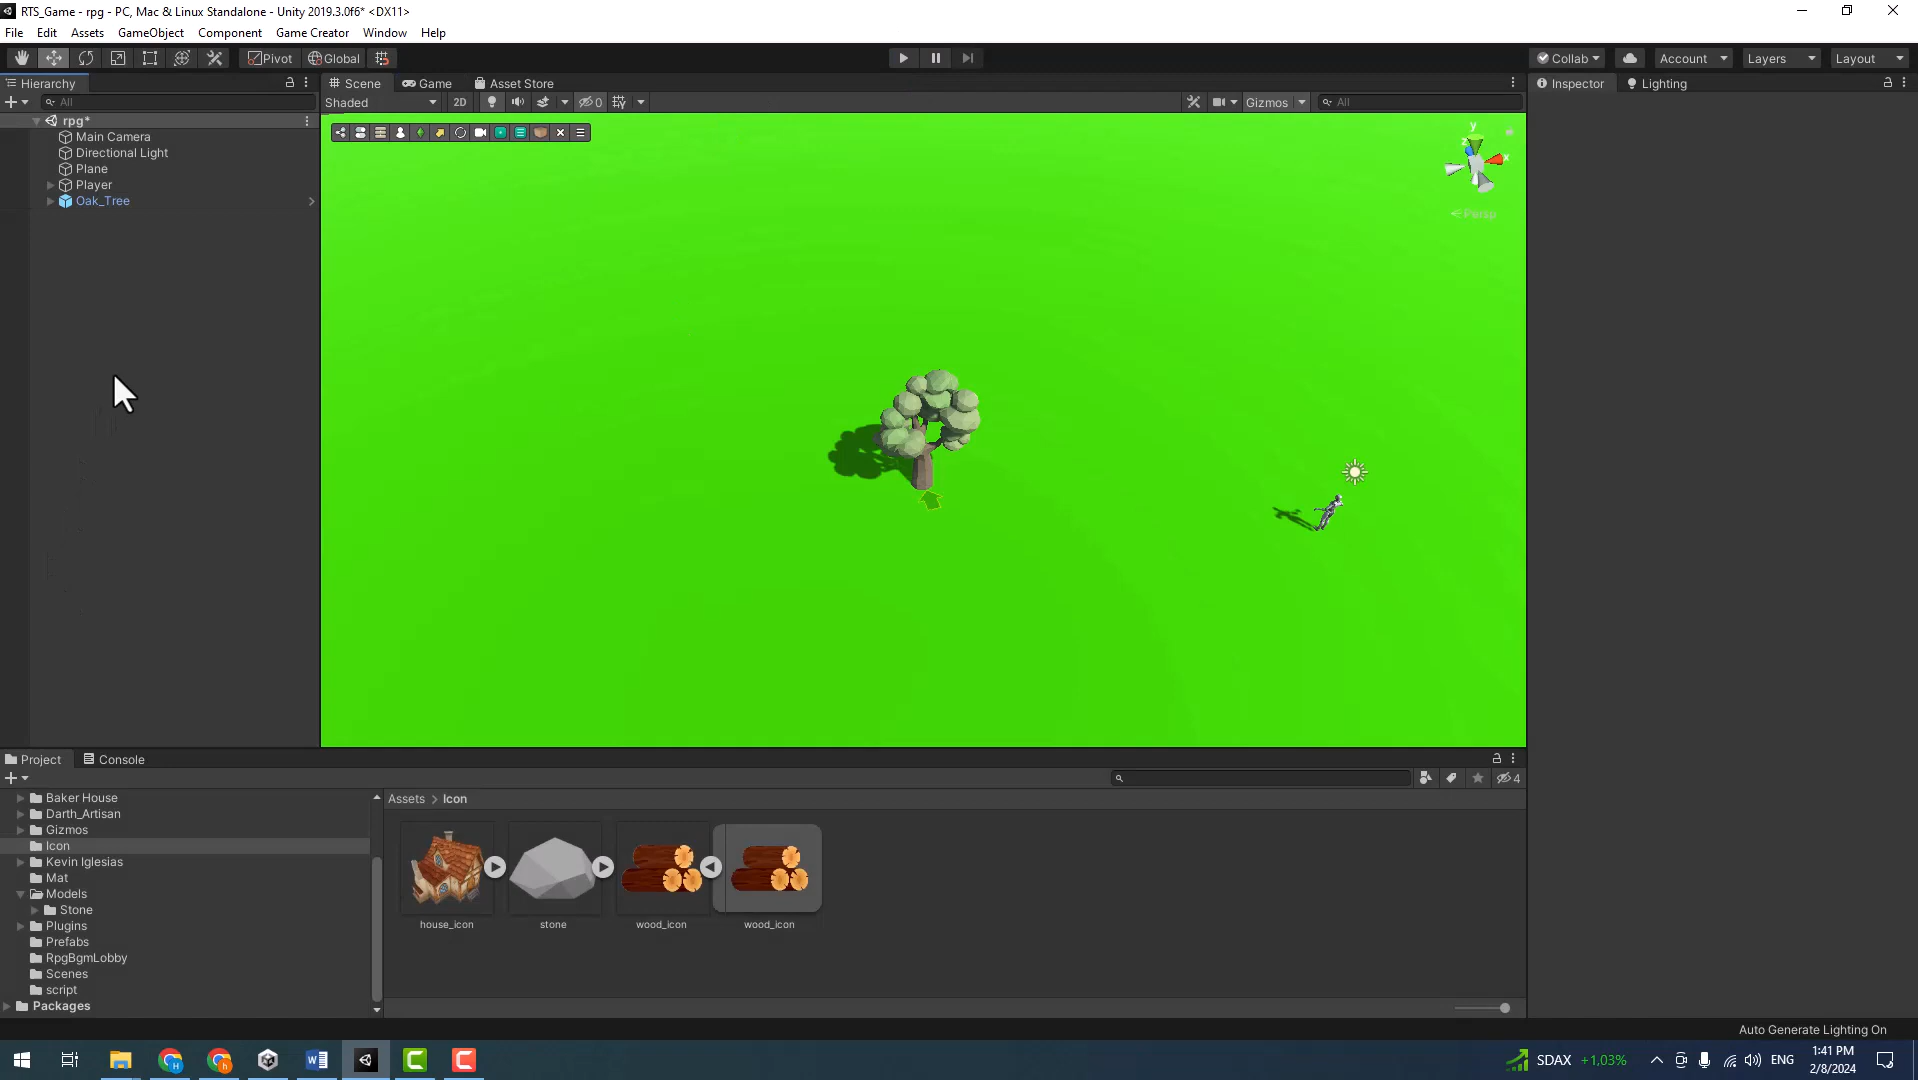 RTS_Game - rpg - PC, Mac & Linux Standalone - Unity 2019.3.0f6* <DX11>
File Edit Assets GameObject Component Game Creator Window Help
Pivot Global Collab Account Layers Layout
Hierarchy Scene Game Asset Store Inspector Lighting
All Shaded 2D 0 Gizmos All
rpg*
Main Camera
Directional Light
Plane
Player
Oak_Tree
y
z x
Persp
Project Console
4
Assets > Icon
Baker House
Darth_Artisan
Gizmos
Icon
Kevin Iglesias
Mat
Models
Stone
Plugins
Prefabs
RpgBgmLobby
Scenes
script
Packages
house_icon stone wood_icon wood_icon
Auto Generate Lighting On
SDAX +1,03% ENG 1:41 PM
2/8/2024